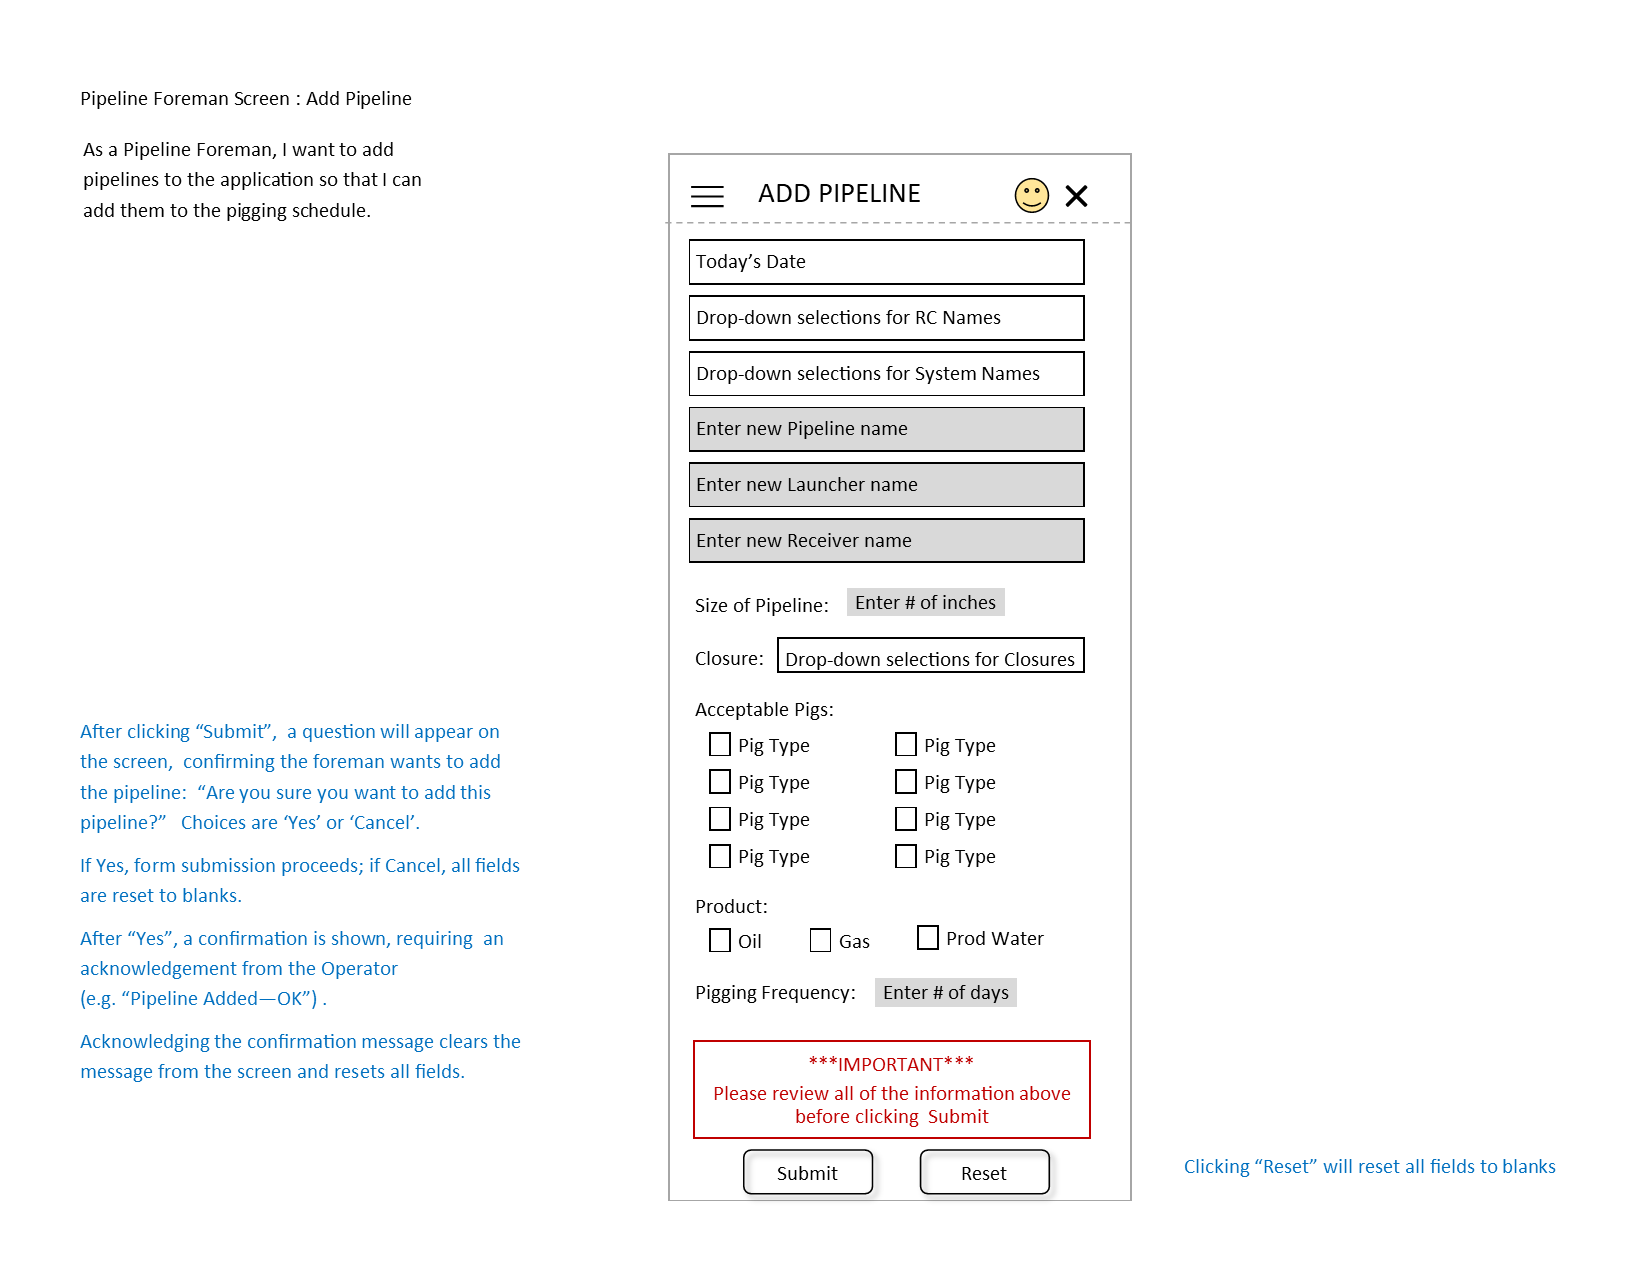 Pipeline Foreman Screen : Add Pipeline
As a Pipeline Foreman, I want to add
pipelines to the application so that I can
add them to the pigging schedule.
After clicking “Submit”,  a question will appear on
the screen,  confirming the foreman wants to add
the pipeline:  “Are you sure you want to add this
pipeline?”   Choices are ‘Yes’ or ‘Cancel’.
If Yes, form submission proceeds; if Cancel, all fields
are reset to blanks.
After “Yes”, a confirmation is shown, requiring  an
acknowledgement from the Operator
(e.g. “Pipeline Added—OK”) .
Acknowledging the confirmation message clears the
message from the screen and resets all fields.
ADD PIPELINE
Today’s Date
Drop-down selections for RC Names
Drop-down selections for System Names
Enter new Pipeline name
Enter new Launcher name
Enter new Receiver name
Size of Pipeline: Enter # of inches
Closure: Drop-down selections for Closures
Acceptable Pigs:
Pig Type Pig Type
Pig Type Pig Type
Pig Type Pig Type
Pig Type Pig Type
Product:
Oil Gas Prod Water
Pigging Frequency: Enter # of days
***IMPORTANT***
Please review all of the information above
before clicking  Submit
Submit Reset
Clicking “Reset” will reset all fields to blanks